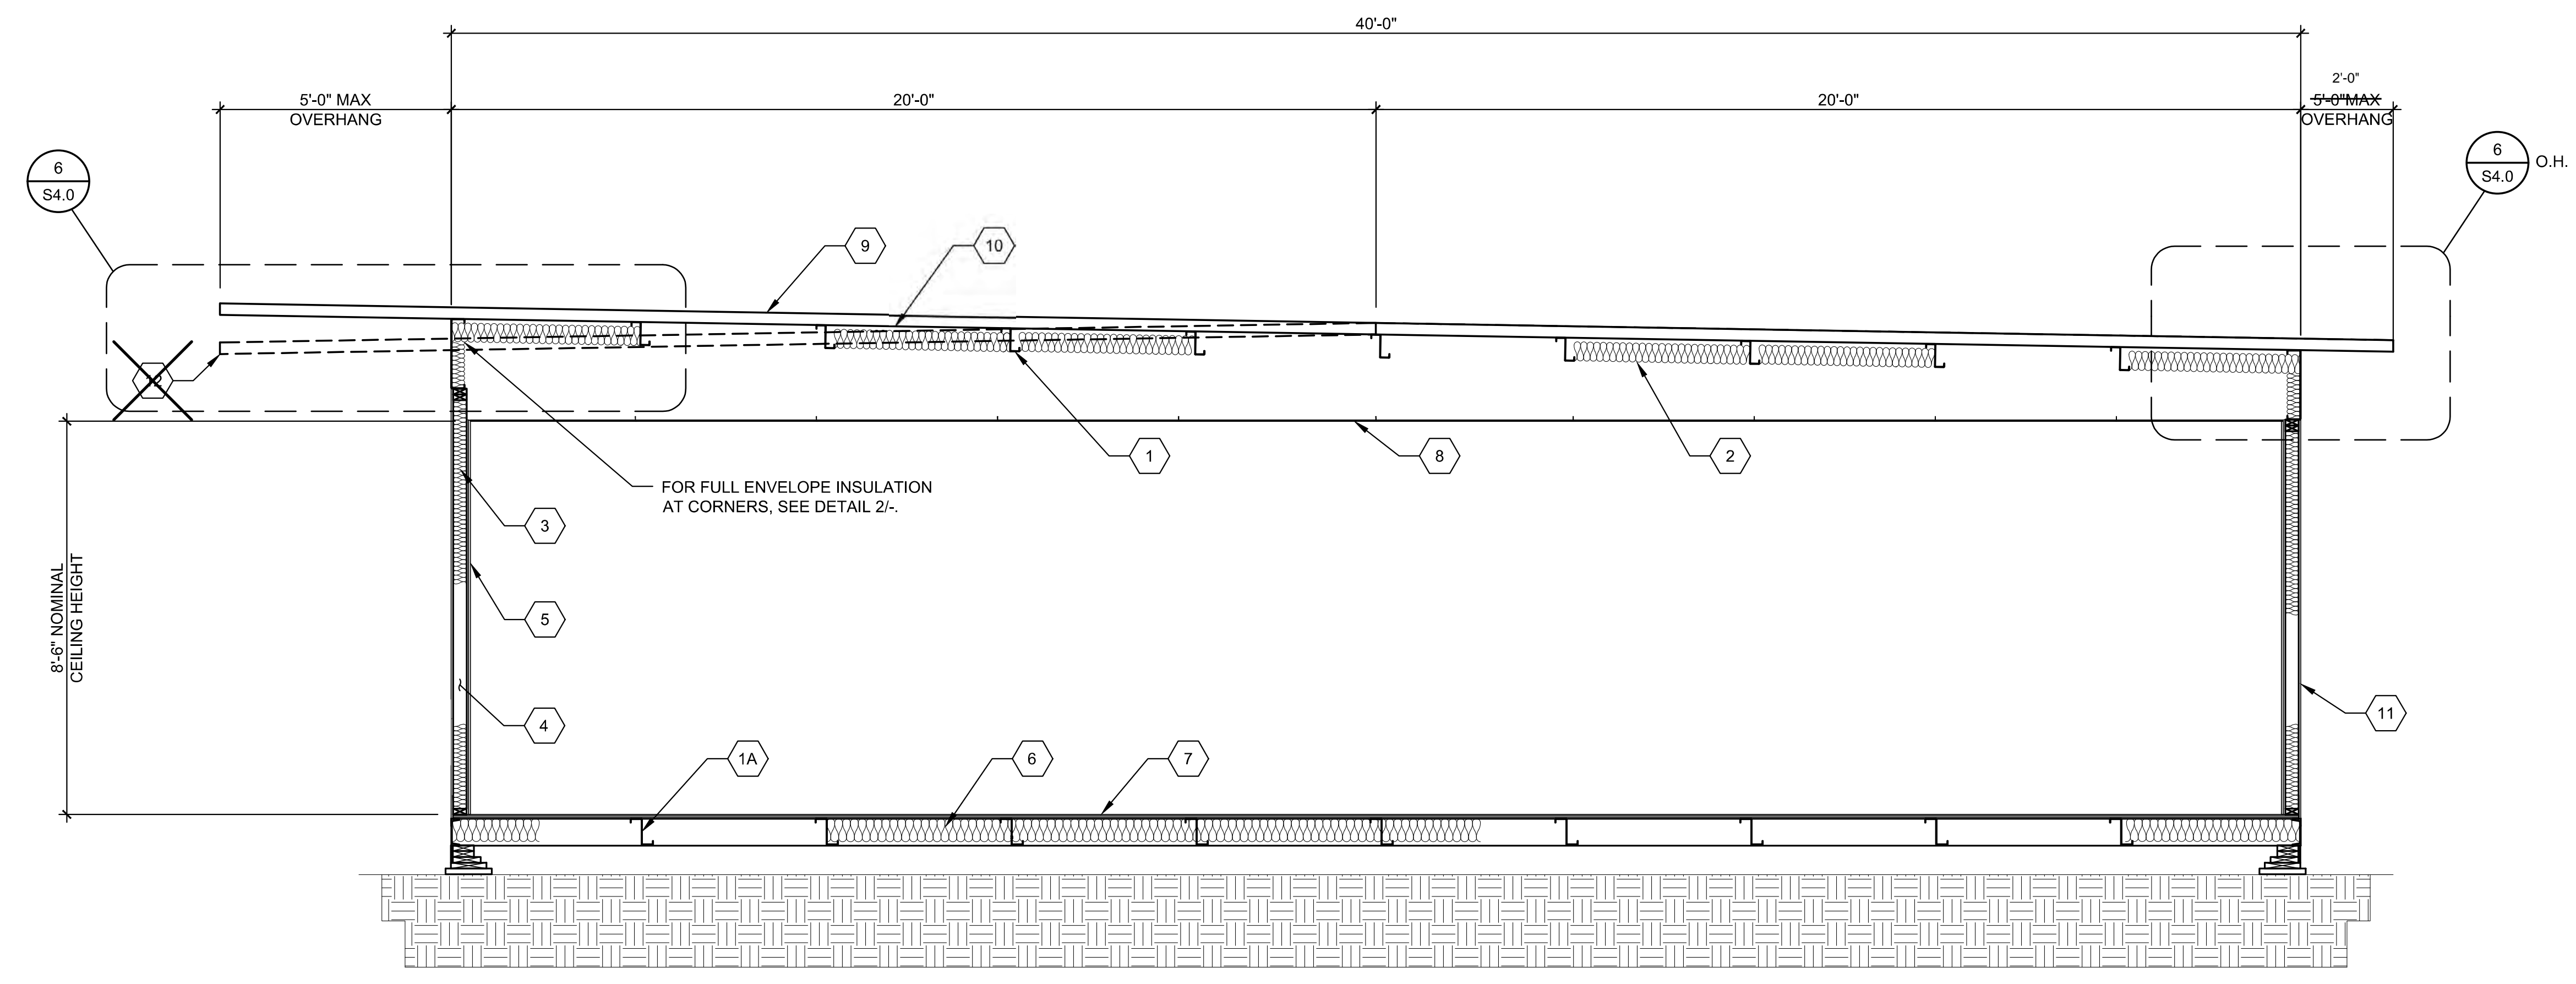 40'-0"
5'-0" MAX
OVERHANG
20'-0"
20'-0"
2'-0"
5'-0"MAX
OVERHANG
6
S4.0
6
S4.0
O.H.
9
10
12
1
8
2
FOR FULL ENVELOPE INSULATION
AT CORNERS, SEE DETAIL 2/-.
3
5
8'-6" NOMINAL
CEILING HEIGHT
4
11
1A
6
7